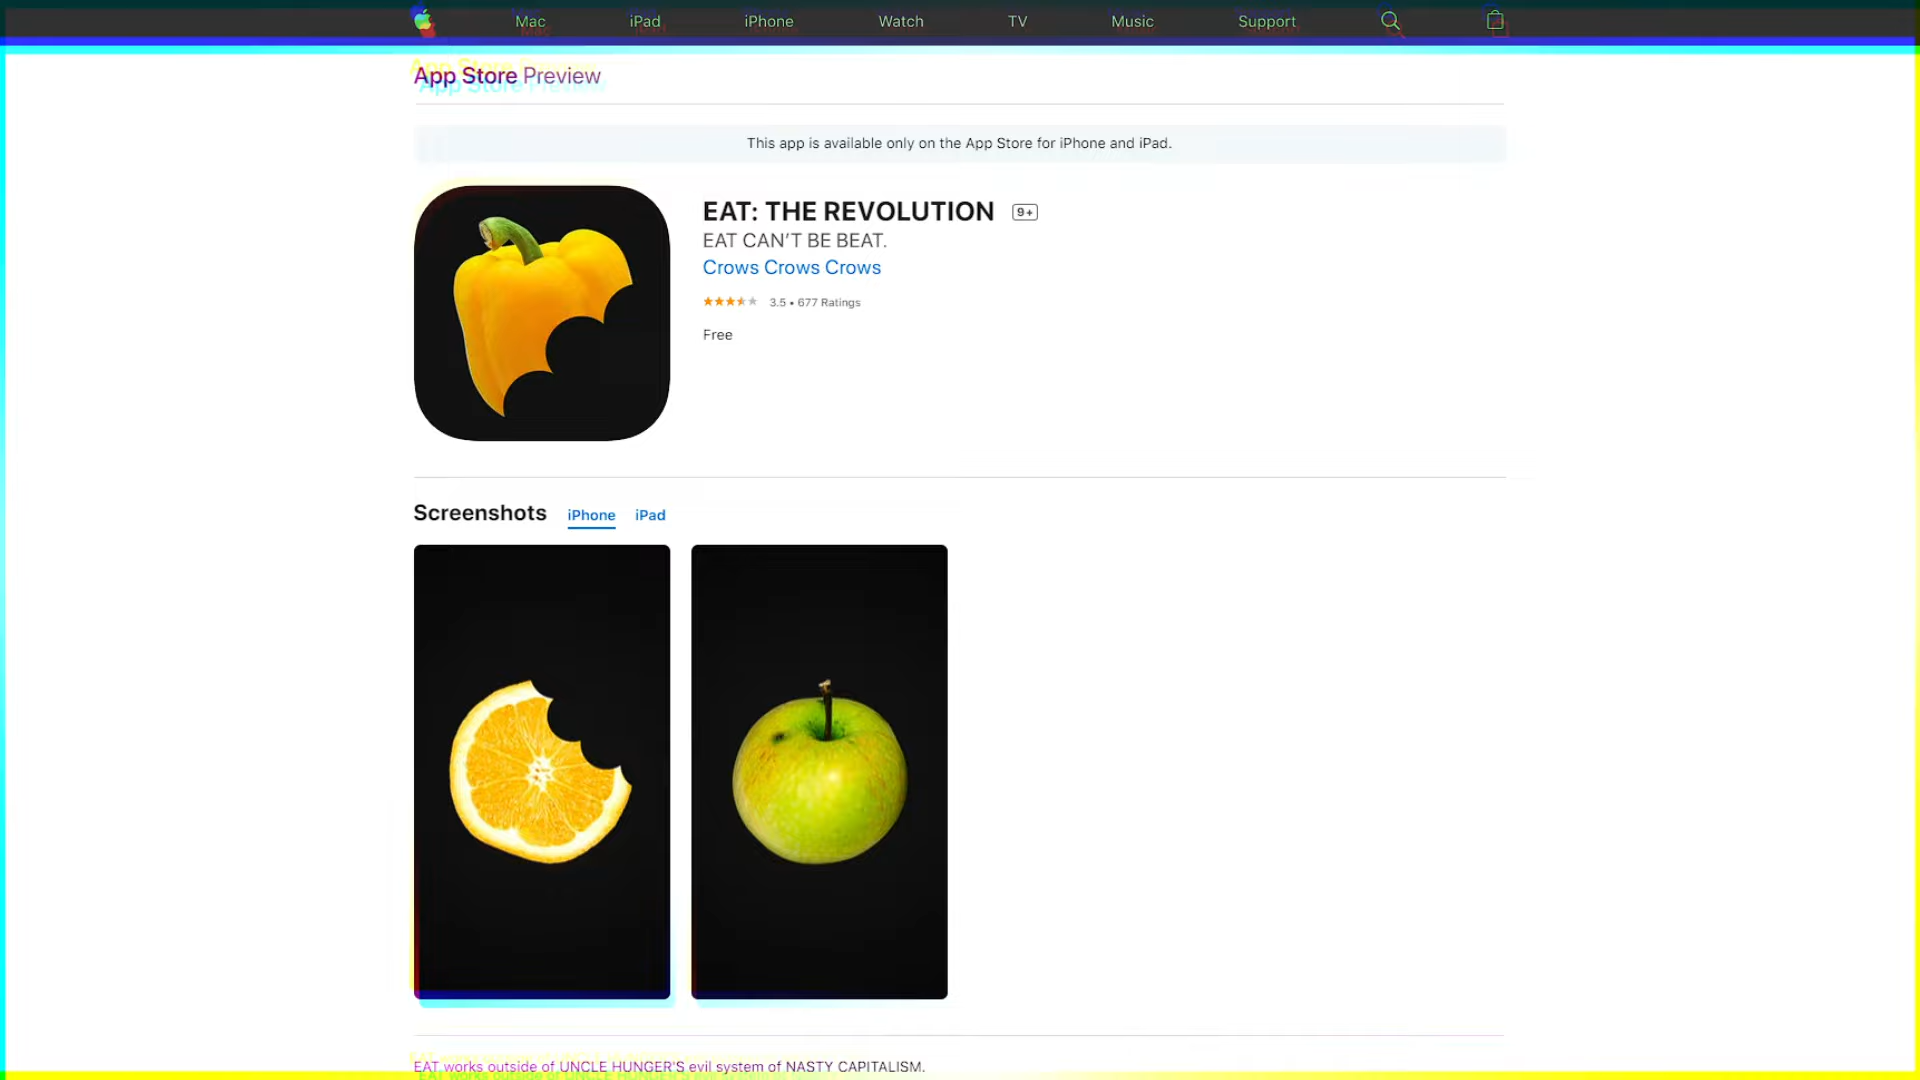 Mac iPad iPhone Watch TV Music Support
App Store Preview
This app is available only on the App Store for iPhone and iPad.
EAT: THE REVOLUTION 9+
EAT CAN’T BE BEAT.
Crows Crows Crows
3.5 • 677 Ratings
Free
Screenshots iPhone iPad
EAT works outside of UNCLE HUNGER'S evil system of NASTY CAPITALISM.